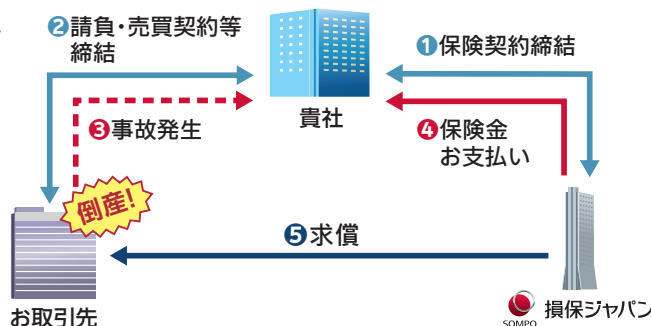 ❷請負・売買契約等
締結
❶保険契約締結
貴社
❸事故発生
❹保険金
お支払い
倒産!
❺求償
お取引先
SOMPO
損保ジャパン